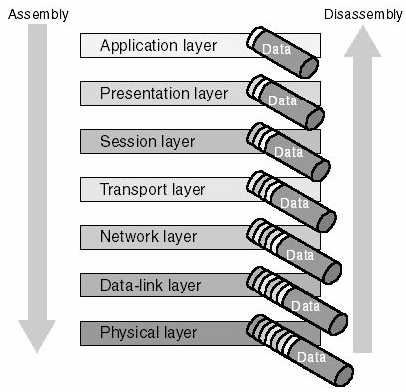 Assembly
Disassembly
Application layer
Data
Presentation layer
Data
Session layer
Data
Transport layer
Data
Network layer
Data
Data-link layer
Data
Physical layer
Data